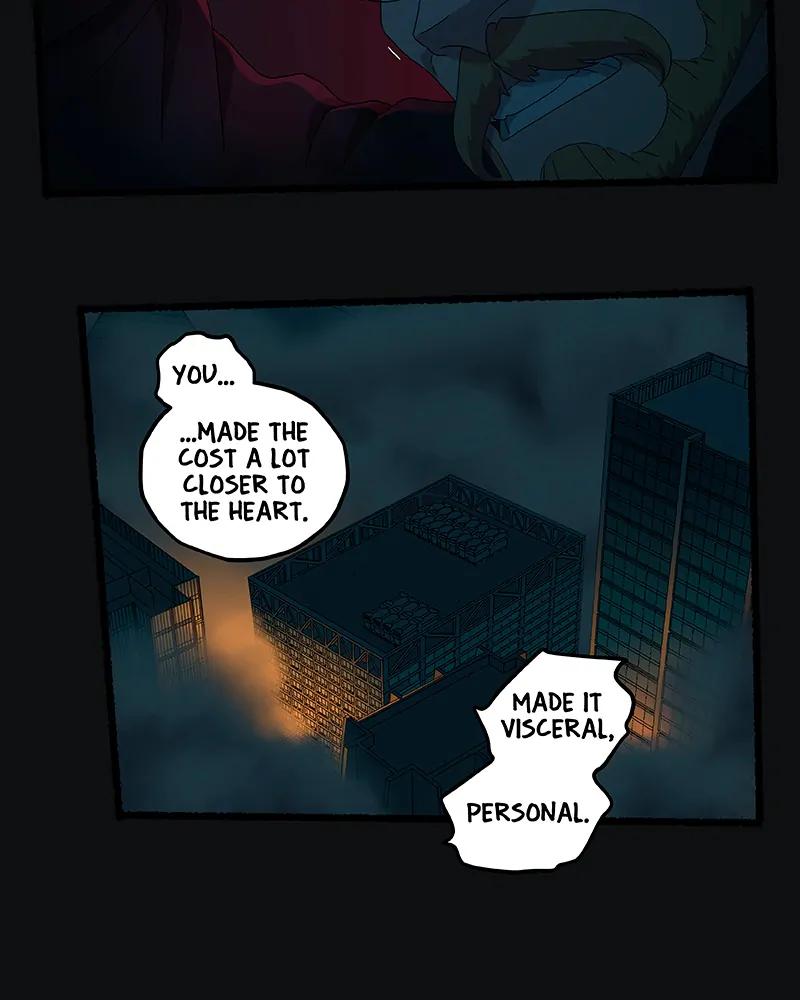 YOU...
...MADE THE
COST A LOT
CLOSER TO
THE HEART.
MADE IT
VISCERAL,
PERSONAL.